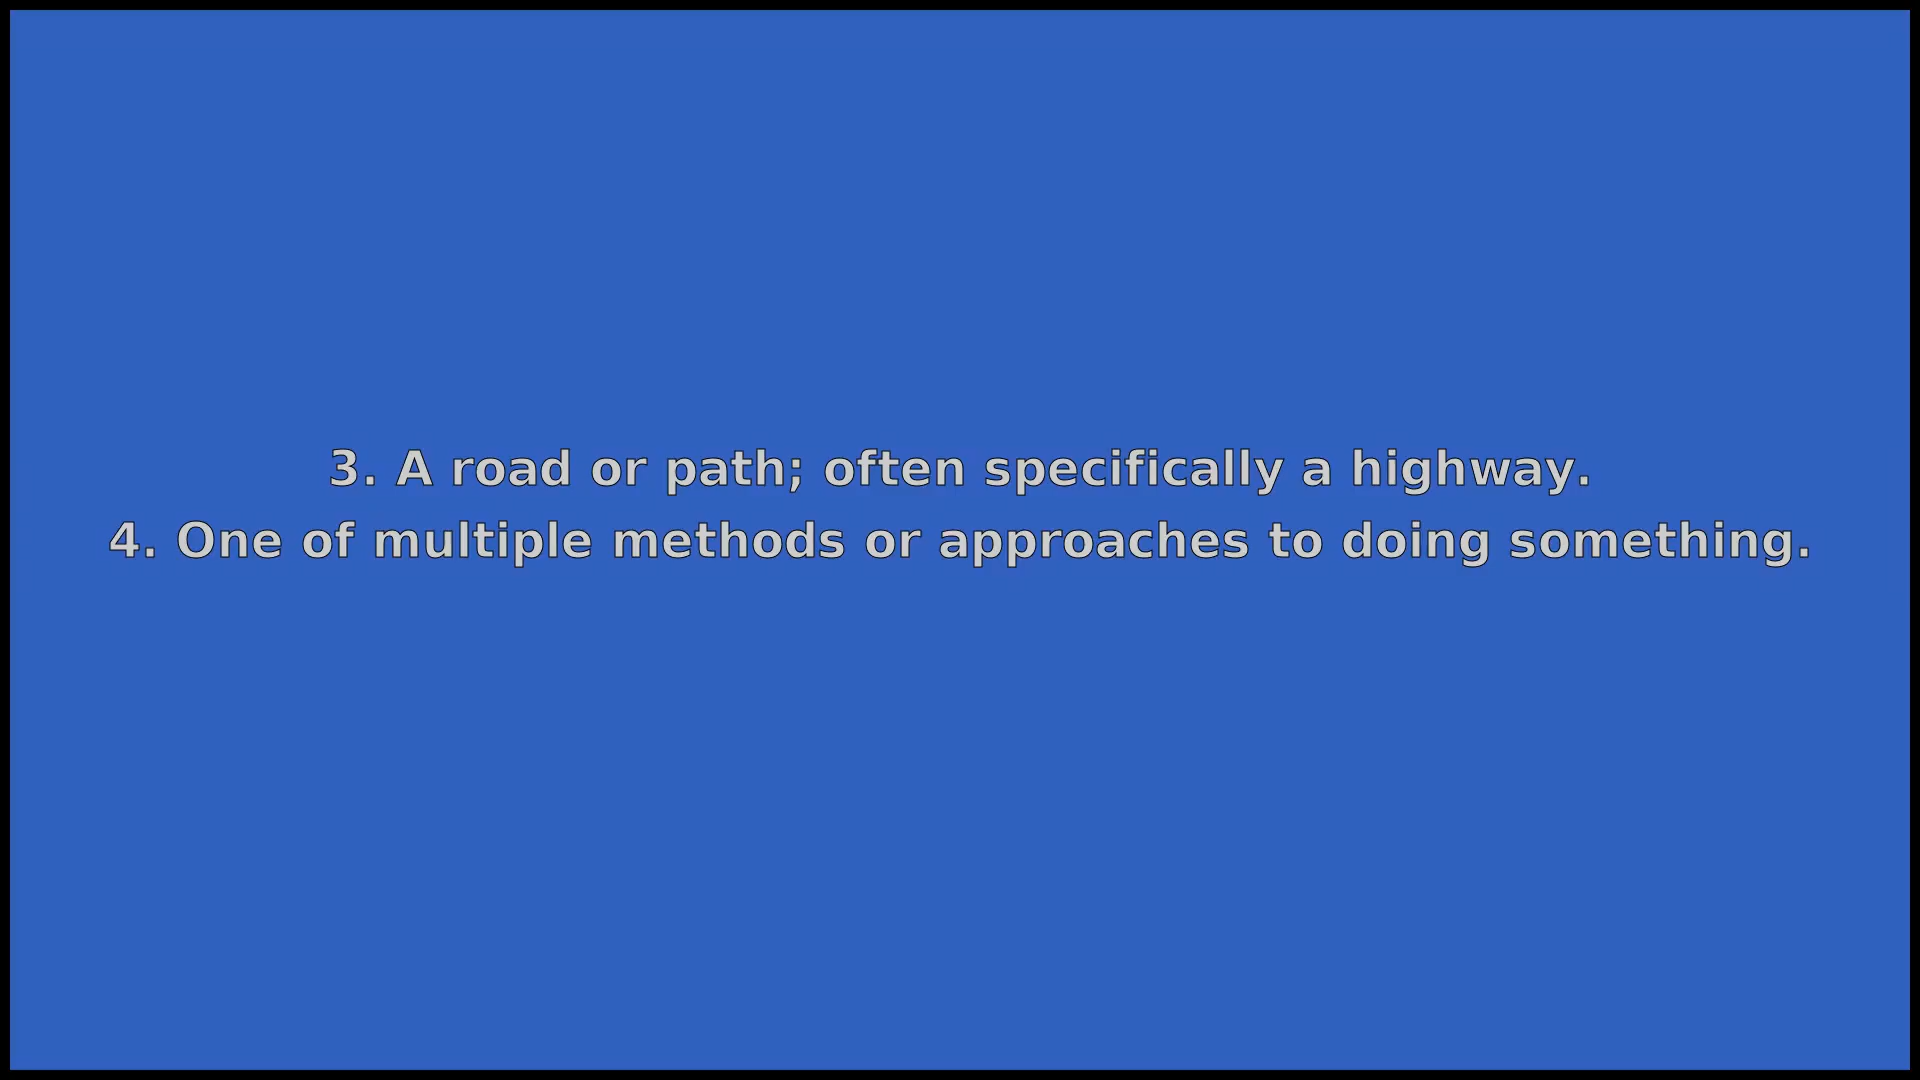 3. A road or path; often specifically a highway.
4. One of multiple methods or approaches to doing something.